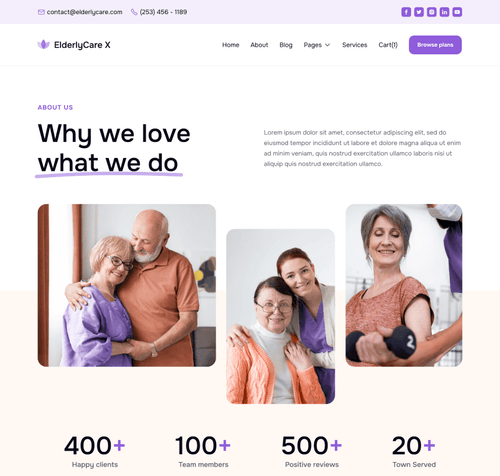 contact@elderlycare.com (253) 456 - 1189
ElderlyCare X
Home About Blog Pages Services Cart(1) Browse plans
ABOUT US
Why we love
what we do
Lorem ipsum dolor sit amet, consectetur adipiscing elit, sed do
eiusmod tempor incididunt ut labore et dolore magna aliqua ut enim
ad minim veniam, quis nostrud exercitation ullamco laboris nisi ut
aliquip quis nostrud exercitation ullamco.
2
400+ 100+ 500+ 20+
Happy clients Team members Positive reviews Town Served